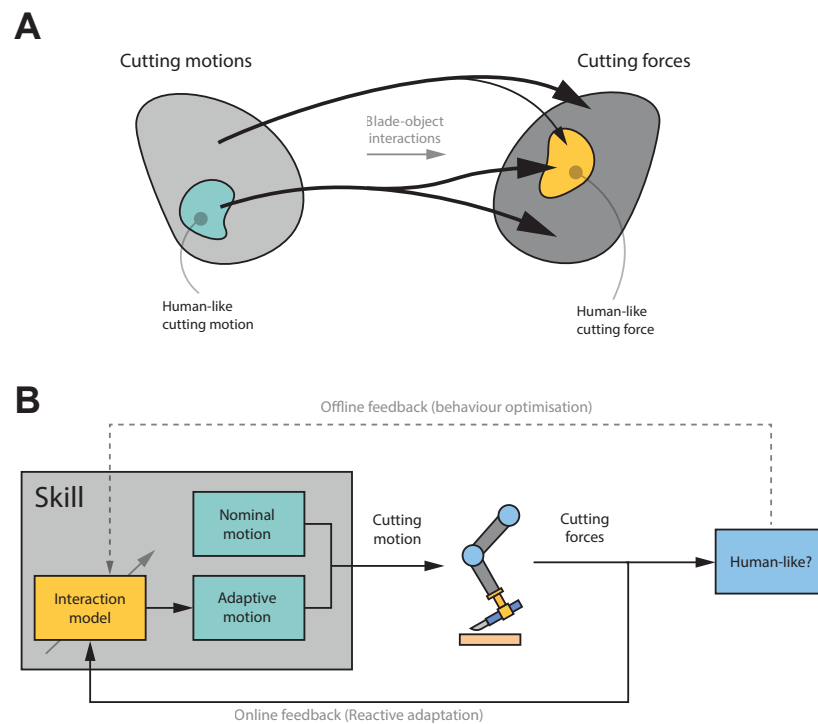 A
Cutting motions
Cutting forces
Blade-object
interactions
Human-like
cutting motion
Human-like
cutting force
B
Offline feedback (behaviour optimisation)
Skill
Nominal
motion
Cutting
motion
Cutting
forces
Human-like?
Interaction
model
Adaptive
motion
Online feedback (Reactive adaptation)